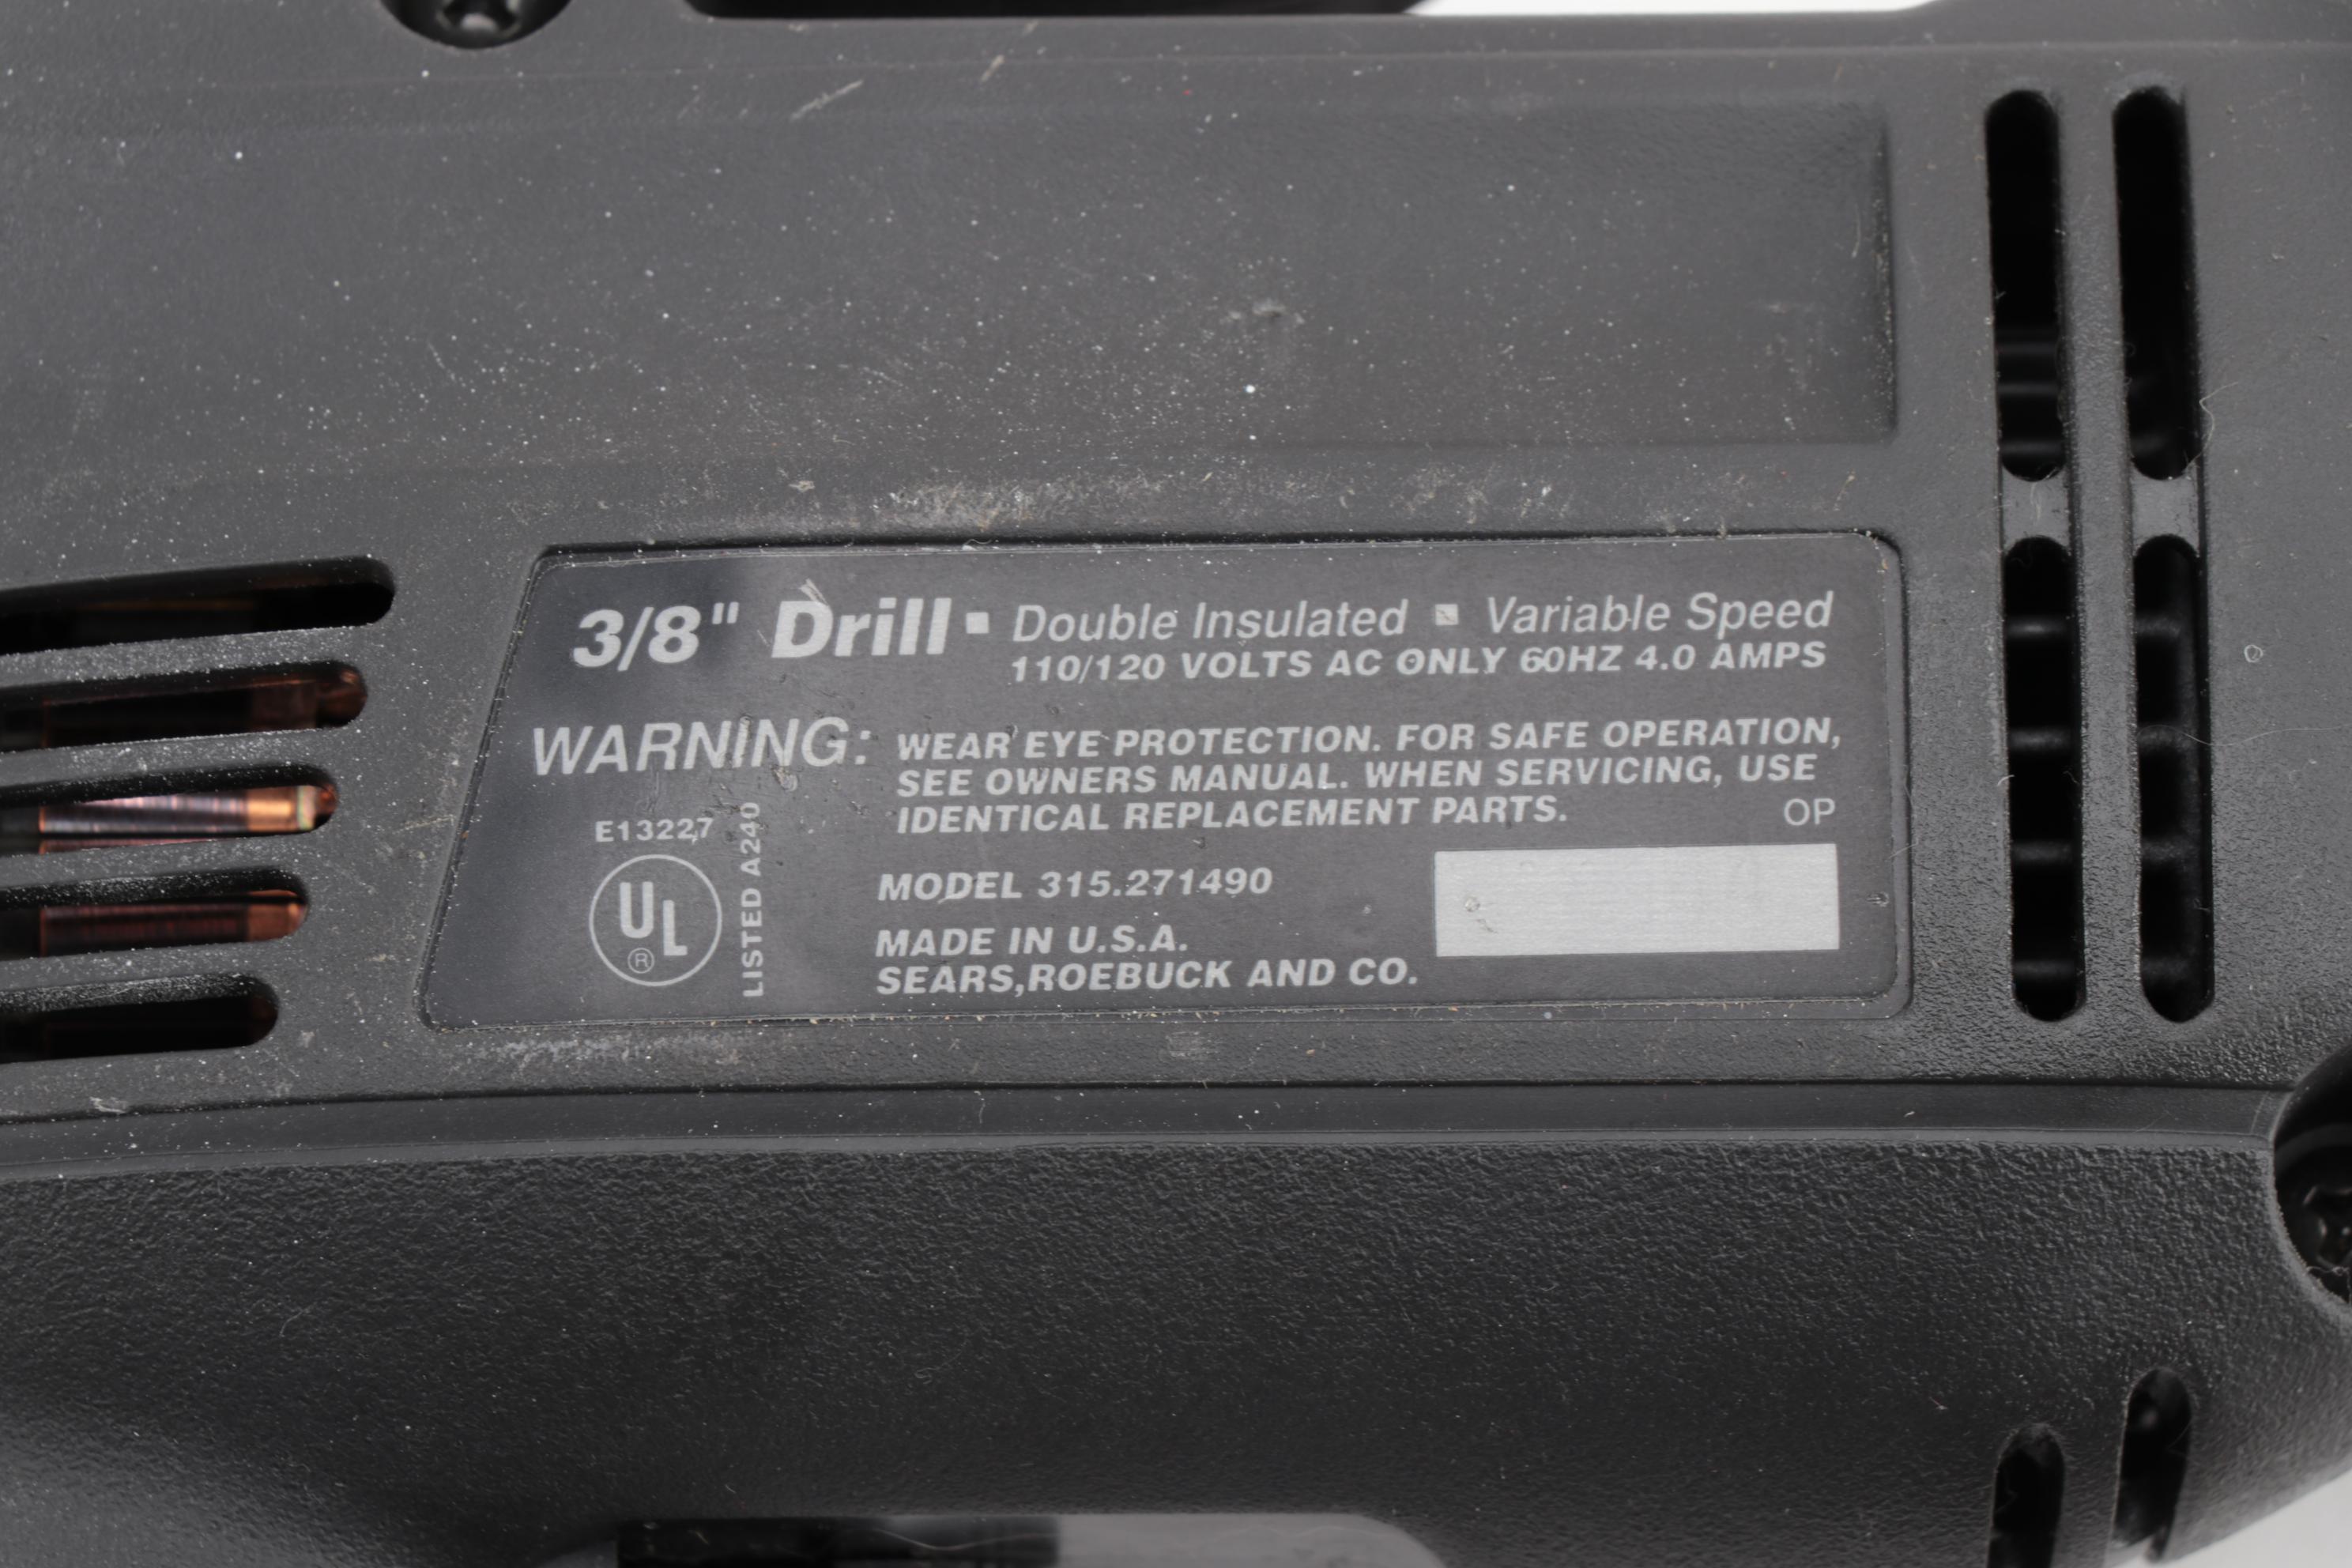 3/8" Drill ▪ Double Insulated ▪ Variable Speed
110/120 VOLTS AC ONLY 60HZ 4.0 AMPS
WARNING: WEAR EYE PROTECTION. FOR SAFE OPERATION,
SEE OWNERS MANUAL. WHEN SERVICING, USE
IDENTICAL REPLACEMENT PARTS.
OP
E13227
UL
®
LISTED A240
MODEL 315.271490
MADE IN U.S.A.
SEARS,ROEBUCK AND CO.